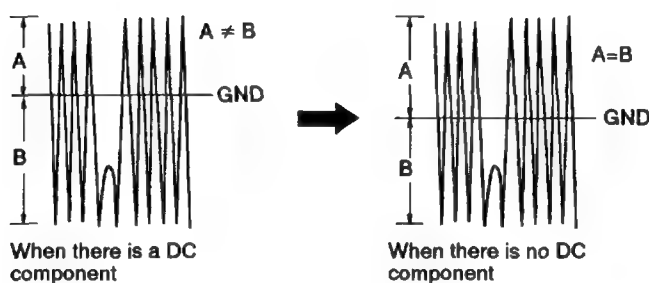 A
A ≠ B
GND
B
When there is a DC
component
A
A=B
GND
B
When there is no DC
component